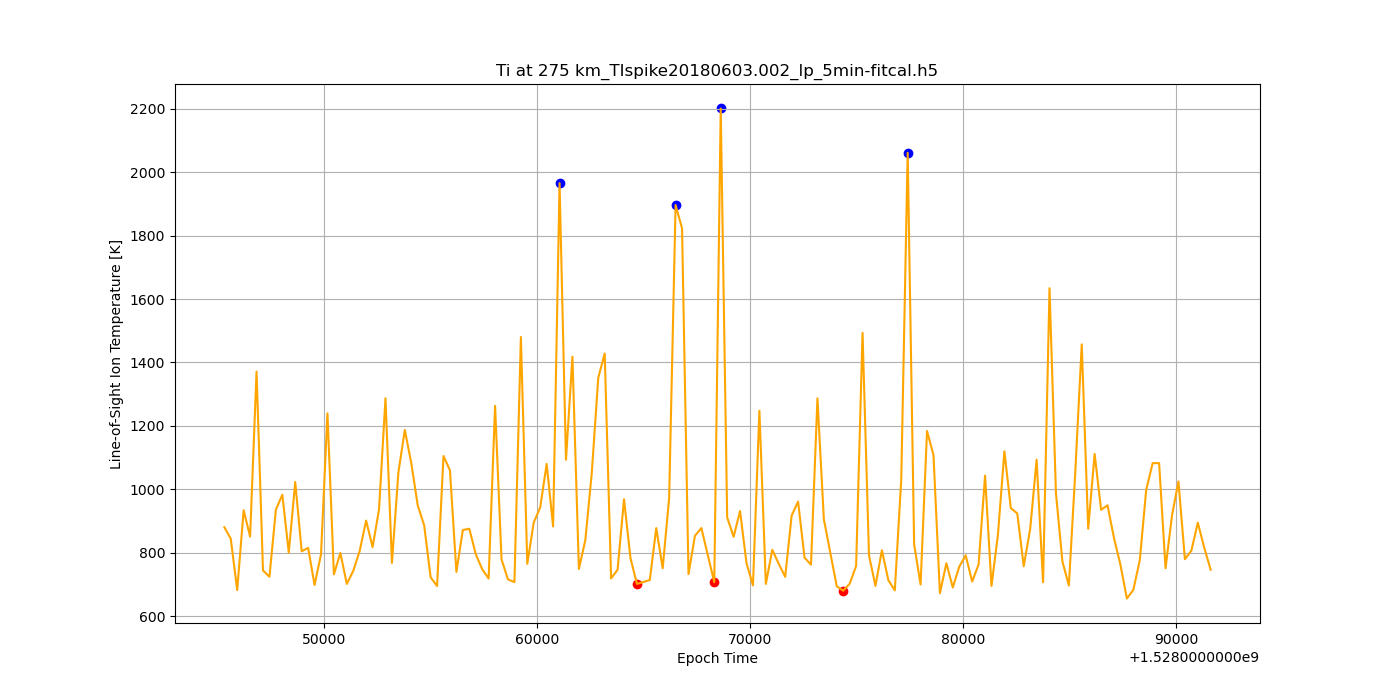 Ti at 275 km_TIspike20180603.002_lp_5min-fitcal.h5
Line-of-Sight Ion Temperature [K]
2200
2000
1800
1600
1400
1200
1000
800
600
50000 60000 70000 80000 90000
Epoch Time
+1.5280000000e9